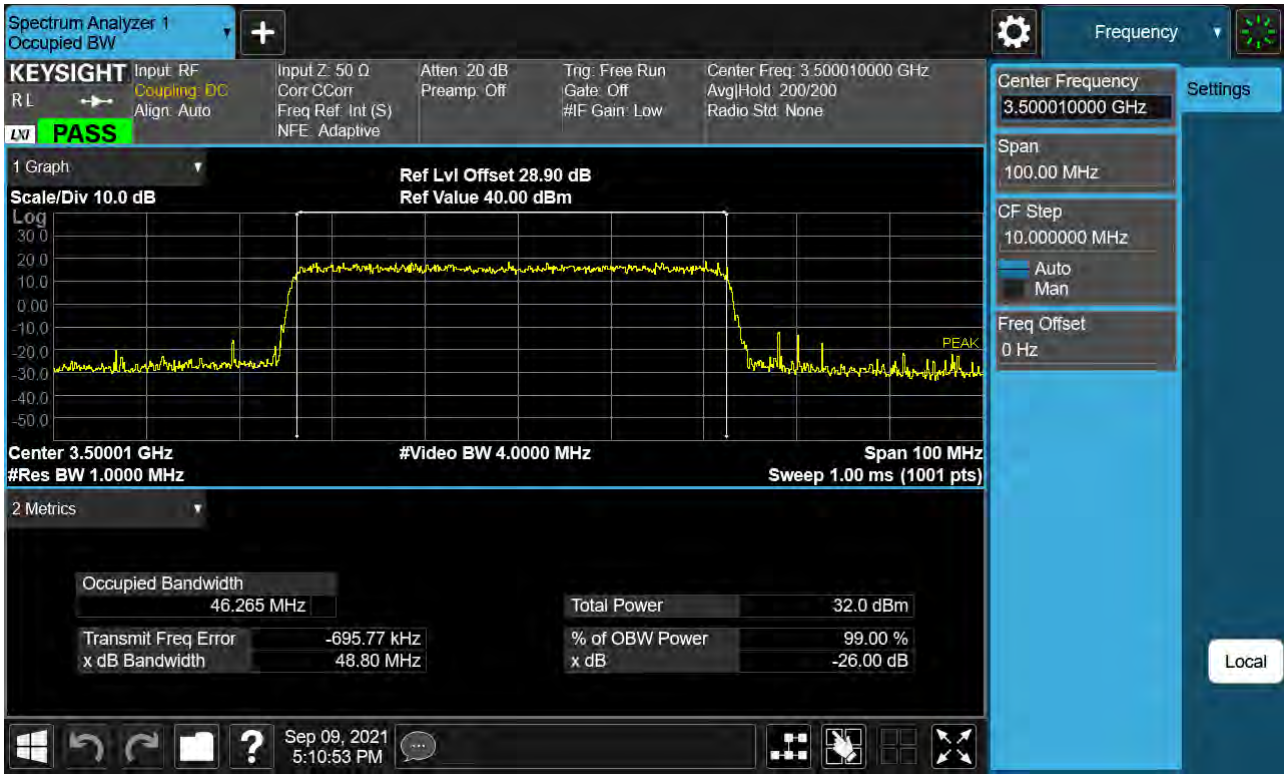 Spectrum Analyzer 1
Occupied BW
Frequency
KEYSIGHT
RL
LXI
PASS
Input: RF
Coupling: DC
Align: Auto
Input Z: 50 Ω
Corr CCorr
Freq Ref: Int (S)
NFE: Adaptive
Atten: 20 dB
Preamp: Off
Trig: Free Run
Gate: Off
#IF Gain: Low
Center Freq: 3.500010000 GHz
Avg|Hold: 200/200
Radio Std: None
1 Graph
Ref Lvl Offset 28.90 dB
Scale/Div 10.0 dB
Ref Value 40.00 dBm
Log
30.0
20.0
10.0
0.00
-10.0
-20.0
-30.0
-40.0
-50.0
PEAK
Center 3.50001 GHz
#Video BW 4.0000 MHz
Span 100 MHz
#Res BW 1.0000 MHz
Sweep 1.00 ms (1001 pts)
2 Metrics
Occupied Bandwidth
46.265 MHz
Total Power 32.0 dBm
Transmit Freq Error -695.77 kHz
% of OBW Power 99.00 %
x dB Bandwidth 48.80 MHz
x dB -26.00 dB
Center Frequency
3.500010000 GHz
Settings
Span
100.00 MHz
CF Step
10.000000 MHz
Auto
Man
Freq Offset
0 Hz
Local
?
Sep 09, 2021
5:10:53 PM